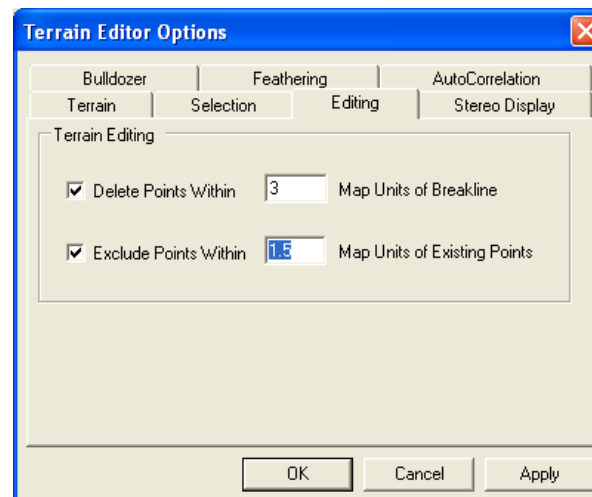 Terrain Editor Options
Bulldozer Feathering AutoCorrelation
Terrain Selection Editing Stereo Display
Terrain Editing
Delete Points Within 3 Map Units of Breakline
Exclude Points Within 1.5 Map Units of Existing Points
OK Cancel Apply